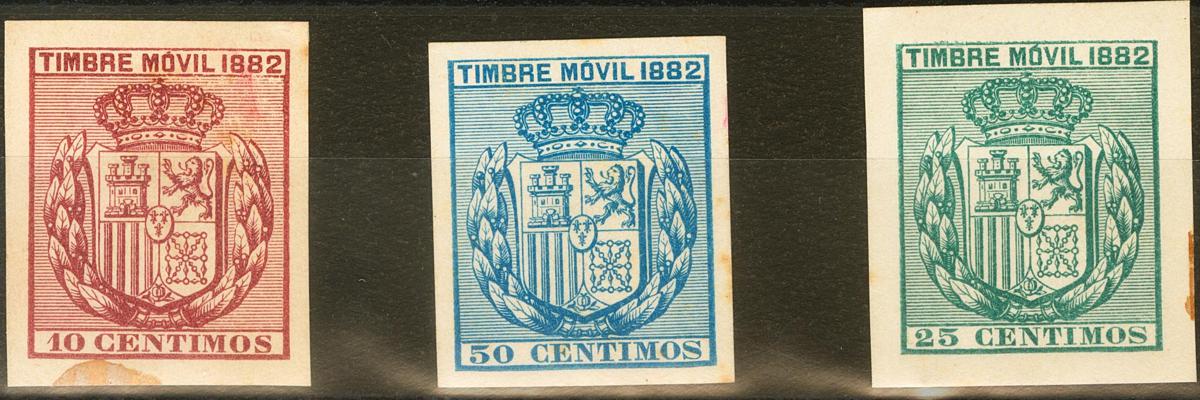 TIMBRE MÓVIL 1882
10 CENTIMOS
TIMBRE MÓVIL 1882
50 CENTIMOS
TIMBRE MÓVIL 1882
25 CENTIMOS